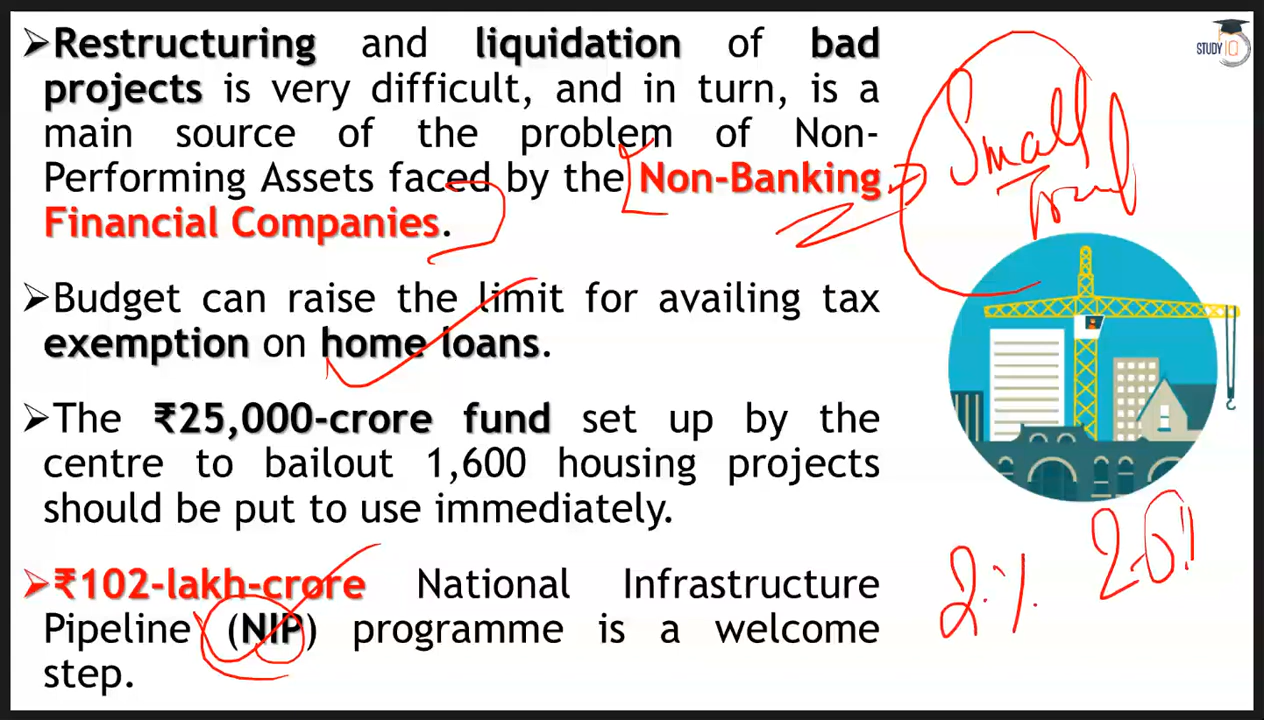 ➢Restructuring and liquidation of bad
projects is very difficult, and in turn, is a
main source of the problem of Non-
Performing Assets faced by the Non-Banking
Financial Companies.
➢Budget can raise the limit for availing tax
exemption on home loans.
➢The ₹25,000-crore fund set up by the
centre to bailout 1,600 housing projects
should be put to use immediately.
➢₹102-lakh-crore National Infrastructure
Pipeline (NIP) programme is a welcome
step.
STUDY IQ
Small
2%